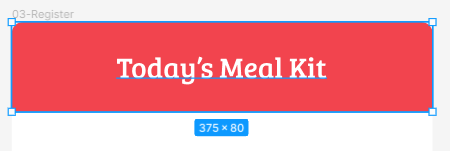 03-Register
Today's Meal Kit
375 × 80